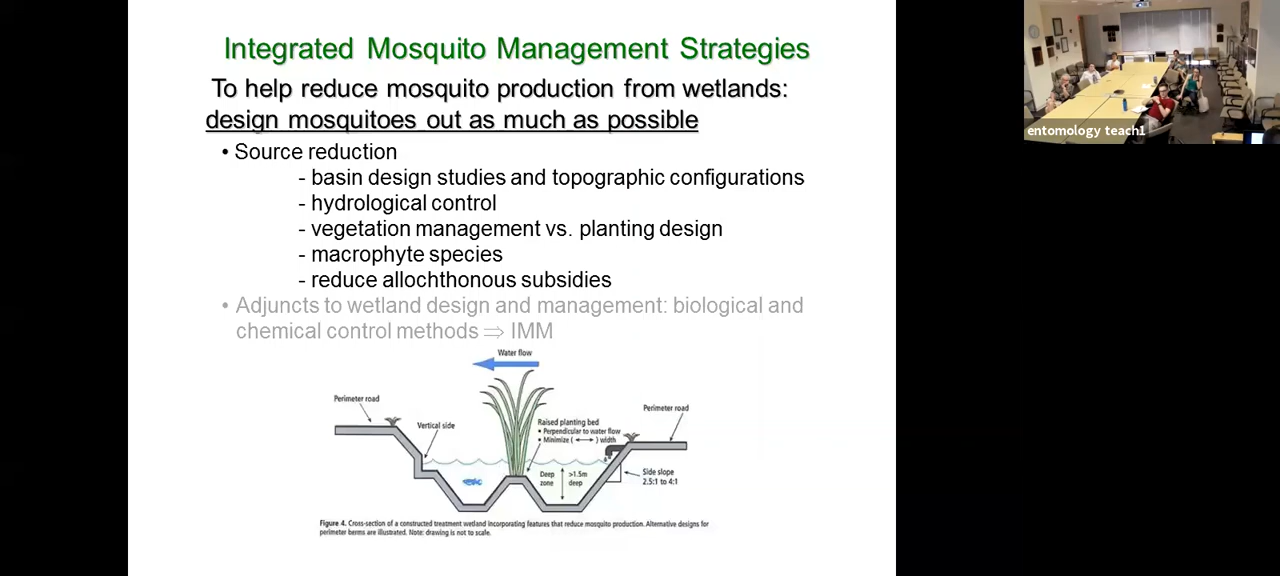 Integrated Mosquito Management Strategies
To help reduce mosquito production from wetlands:
design mosquitoes out as much as possible
• Source reduction
- basin design studies and topographic configurations
- hydrological control
- vegetation management vs. planting design
- macrophyte species
- reduce allochthonous subsidies
• Adjuncts to wetland design and management: biological and
chemical control methods ⇒ IMM
Water flow
Perimeter road
Vertical side
Raised planting bed
• Perpendicular to water flow
• Minimize (⟷) width
Perimeter road
Deep
zone
>1.5m
deep
Side slope
2.5:1 to 4:1
Figure 4. Cross-section of a constructed treatment wetland incorporating features that reduce mosquito production. Alternative designs for
perimeter berms are illustrated. Note: drawing is not to scale.
entomology teach1